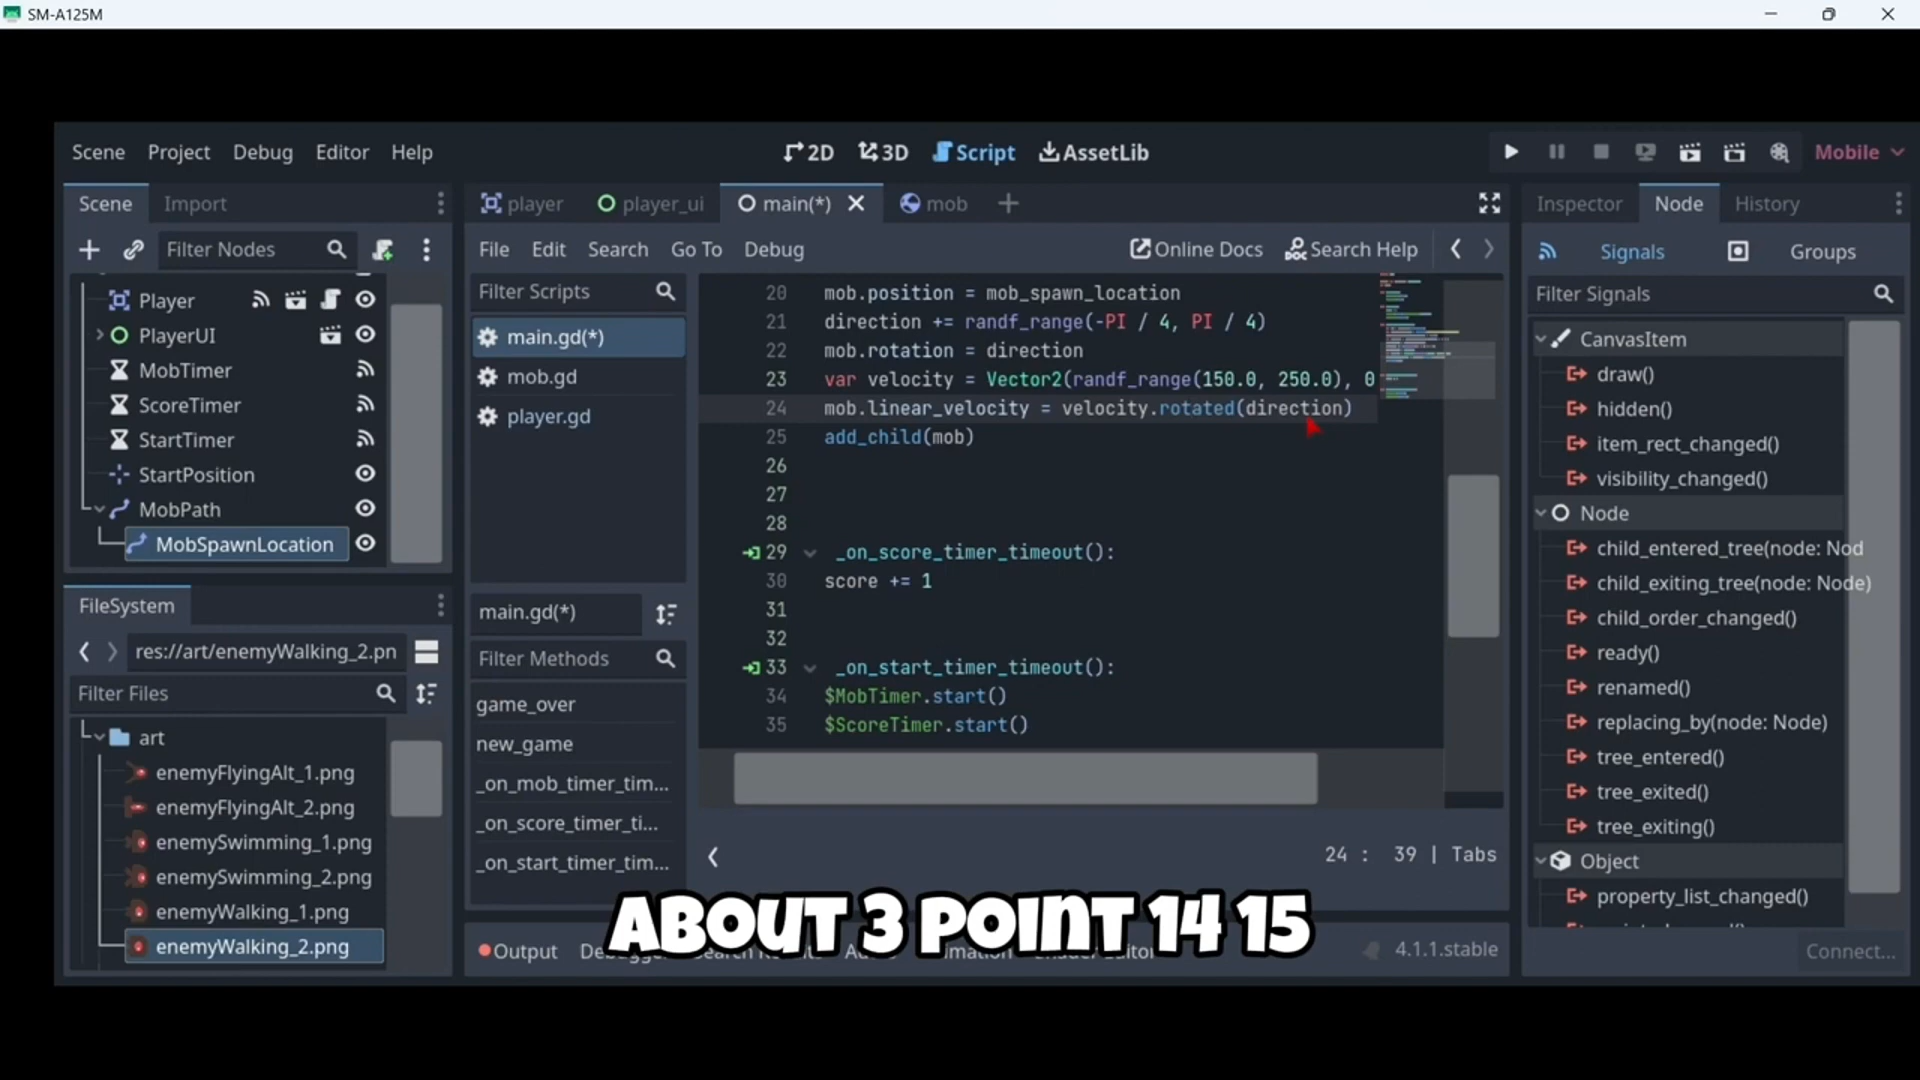 SM-A125M
Scene Project Debug Editor Help
2D 3D Script AssetLib
Mobile
Scene Import
player player_ui main(*) mob
Inspector Node History
Filter Nodes
File Edit Search Go To Debug
Online Docs Search Help
Signals Groups
Player
PlayerUI
MobTimer
ScoreTimer
StartTimer
StartPosition
MobPath
MobSpawnLocation
FileSystem
res://art/enemyWalking_2.pn
Filter Files
art
enemyFlyingAlt_1.png
enemyFlyingAlt_2.png
enemySwimming_1.png
enemySwimming_2.png
enemyWalking_1.png
enemyWalking_2.png
Filter Scripts
main.gd(*)
mob.gd
player.gd
main.gd(*)
Filter Methods
game_over
new_game
_on_mob_timer_tim...
_on_score_timer_ti...
_on_start_timer_tim...
20 mob.position = mob_spawn_location
21 direction += randf_range(-PI / 4, PI / 4)
22 mob.rotation = direction
23 var velocity = Vector2(randf_range(150.0, 250.0), 0
24 mob.linear_velocity = velocity.rotated(direction)
25 add_child(mob)
26
27
28
29 _on_score_timer_timeout():
30 score += 1
31
32
33 _on_start_timer_timeout():
34 $MobTimer.start()
35 $ScoreTimer.start()
24 : 39 | Tabs
ABOUT 3 POINT 14 15
Output
4.1.1.stable
Filter Signals
CanvasItem
draw()
hidden()
item_rect_changed()
visibility_changed()
Node
child_entered_tree(node: Nod
child_exiting_tree(node: Node)
child_order_changed()
ready()
renamed()
replacing_by(node: Node)
tree_entered()
tree_exited()
tree_exiting()
Object
property_list_changed()
Connect...